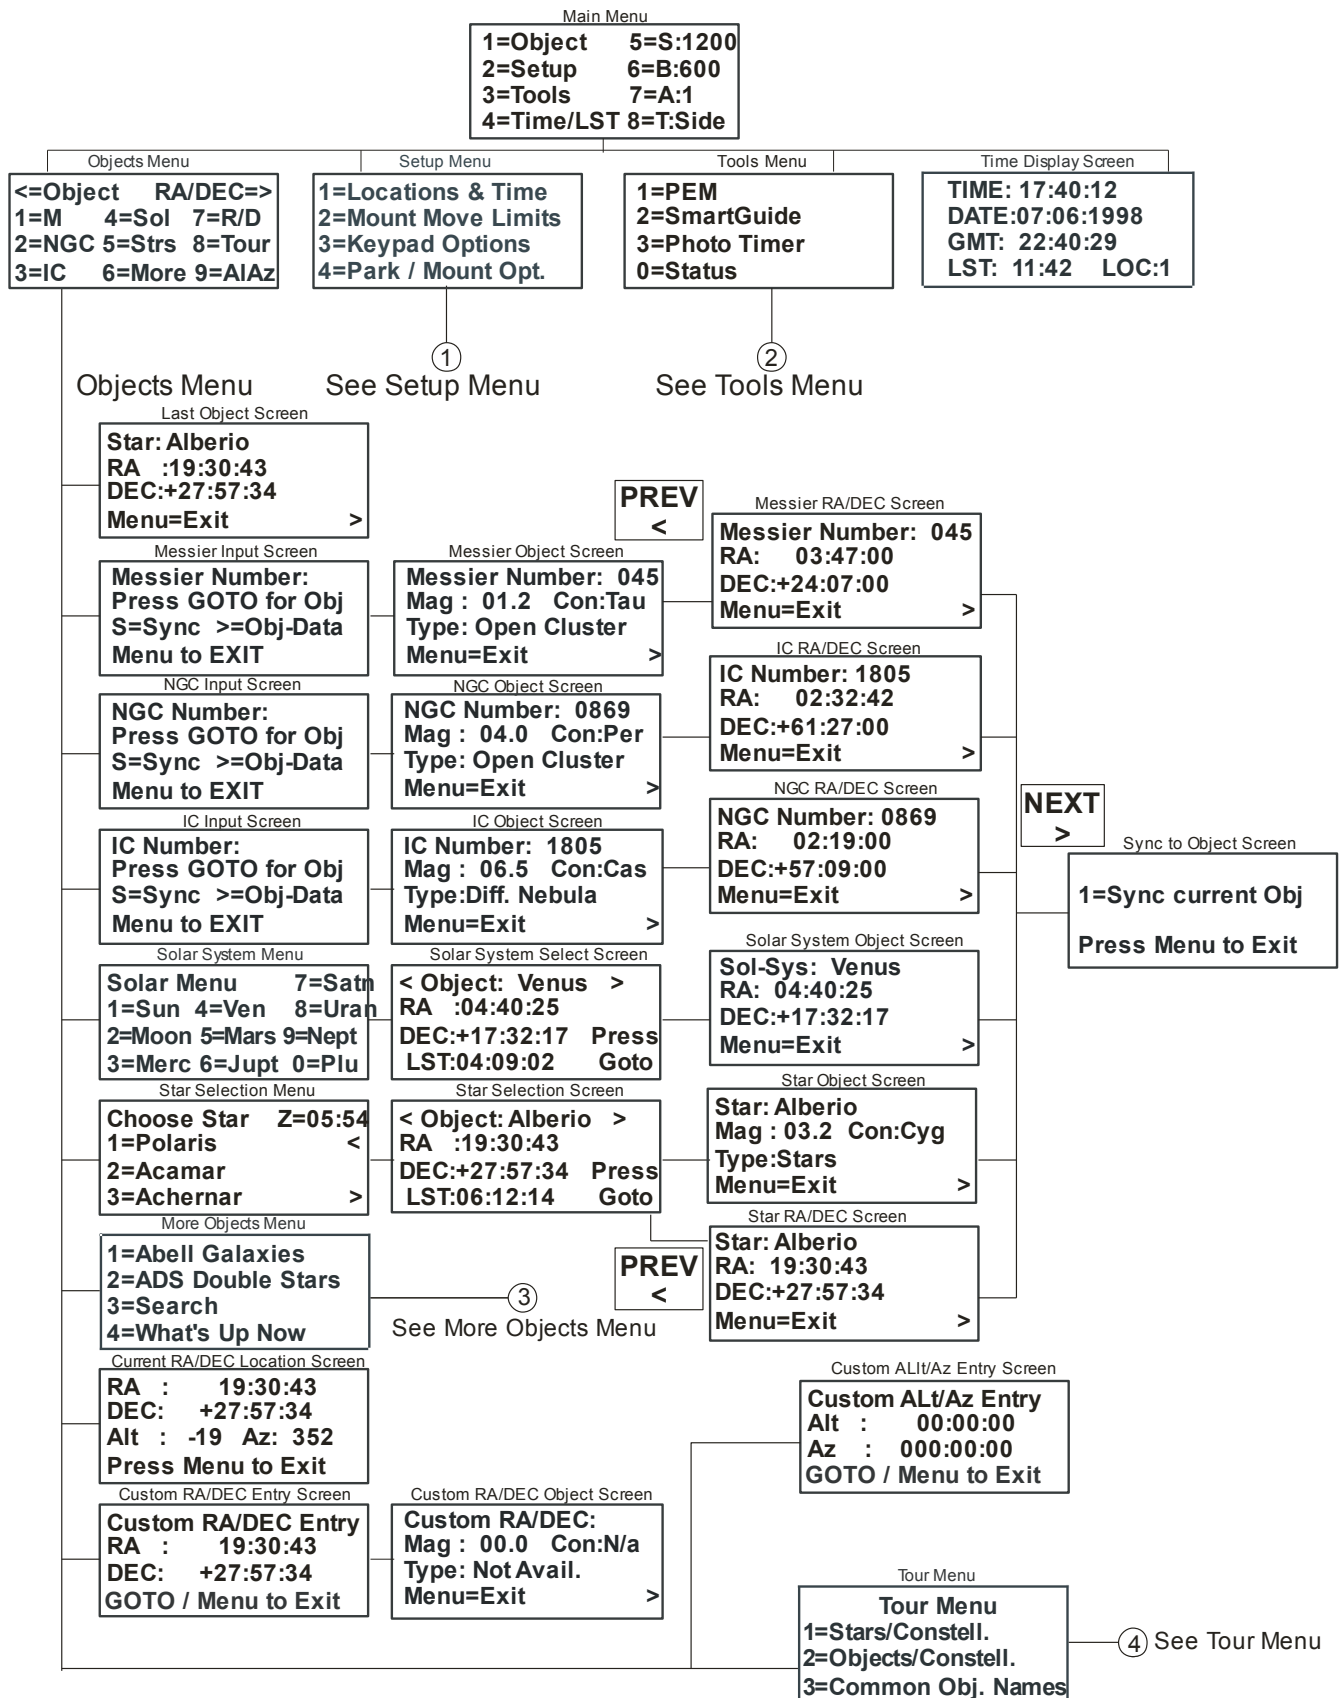 Main Menu
1=Object 5=S:1200
2=Setup 6=B:600
3=Tools 7=A:1
4=Time/LST 8=T:Side
Objects Menu
<=Object RA/DEC=>
1=M 4=Sol 7=R/D
2=NGC 5=Strs 8=Tour
3=IC 6=More 9=AlAz
Setup Menu
1=Locations & Time
2=Mount Move Limits
3=Keypad Options
4=Park / Mount Opt.
Tools Menu
1=PEM
2=SmartGuide
3=Photo Timer
0=Status
Time Display Screen
TIME: 17:40:12
DATE:07:06:1998
GMT: 22:40:29
LST: 11:42 LOC:1
1
See Setup Menu
2
See Tools Menu
Objects Menu
Last Object Screen
Star: Alberio
RA :19:30:43
DEC:+27:57:34
Menu=Exit >
PREV
<
Messier Input Screen
Messier Number:
Press GOTO for Obj
S=Sync >=Obj-Data
Menu to EXIT
Messier Object Screen
Messier Number: 045
Mag : 01.2 Con:Tau
Type: Open Cluster
Menu=Exit >
Messier RA/DEC Screen
Messier Number: 045
RA: 03:47:00
DEC:+24:07:00
Menu=Exit >
NGC Input Screen
NGC Number:
Press GOTO for Obj
S=Sync >=Obj-Data
Menu to EXIT
NGC Object Screen
NGC Number: 0869
Mag : 04.0 Con:Per
Type: Open Cluster
Menu=Exit >
IC RA/DEC Screen
IC Number: 1805
RA: 02:32:42
DEC:+61:27:00
Menu=Exit >
IC Input Screen
IC Number:
Press GOTO for Obj
S=Sync >=Obj-Data
Menu to EXIT
IC Object Screen
IC Number: 1805
Mag : 06.5 Con:Cas
Type:Diff. Nebula
Menu=Exit >
NGC RA/DEC Screen
NGC Number: 0869
RA: 02:19:00
DEC:+57:09:00
Menu=Exit >
NEXT
>
Sync to Object Screen
1=Sync current Obj
Press Menu to Exit
Solar System Menu
Solar Menu 7=Satn
1=Sun 4=Ven 8=Uran
2=Moon 5=Mars 9=Nept
3=Merc 6=Jupt 0=Plu
Solar System Select Screen
< Object: Venus >
RA :04:40:25
DEC:+17:32:17 Press
LST:04:09:02 Goto
Solar System Object Screen
Sol-Sys: Venus
RA: 04:40:25
DEC:+17:32:17
Menu=Exit >
Star Selection Menu
Choose Star Z=05:54
1=Polaris <
2=Acamar
3=Achernar >
Star Selection Screen
< Object: Alberio >
RA :19:30:43
DEC:+27:57:34 Press
LST:06:12:14 Goto
Star Object Screen
Star: Alberio
Mag : 03.2 Con:Cyg
Type:Stars
Menu=Exit >
PREV
<
Star RA/DEC Screen
Star: Alberio
RA: 19:30:43
DEC:+27:57:34
Menu=Exit >
More Objects Menu
1=Abell Galaxies
2=ADS Double Stars
3=Search
4=What's Up Now
3
See More Objects Menu
Current RA/DEC Location Screen
RA : 19:30:43
DEC: +27:57:34
Alt : -19 Az: 352
Press Menu to Exit
Custom ALlt/Az Entry Screen
Custom ALt/Az Entry
Alt : 00:00:00
Az : 000:00:00
GOTO / Menu to Exit
Custom RA/DEC Entry Screen
Custom RA/DEC Entry
RA : 19:30:43
DEC: +27:57:34
GOTO / Menu to Exit
Custom RA/DEC Object Screen
Custom RA/DEC:
Mag : 00.0 Con:N/a
Type: Not Avail.
Menu=Exit >
Tour Menu
Tour Menu
1=Stars/Constell.
2=Objects/Constell.
3=Common Obj. Names
4 See Tour Menu